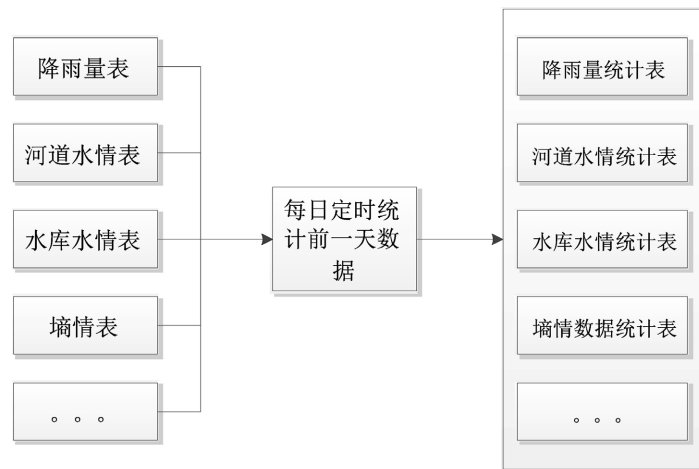 降雨量表
河道水情表
水库水情表
墒情表
。。。
每日定时统
计前一天数
据
降雨量统计表
河道水情统计表
水库水情统计表
墒情数据统计表
。。。